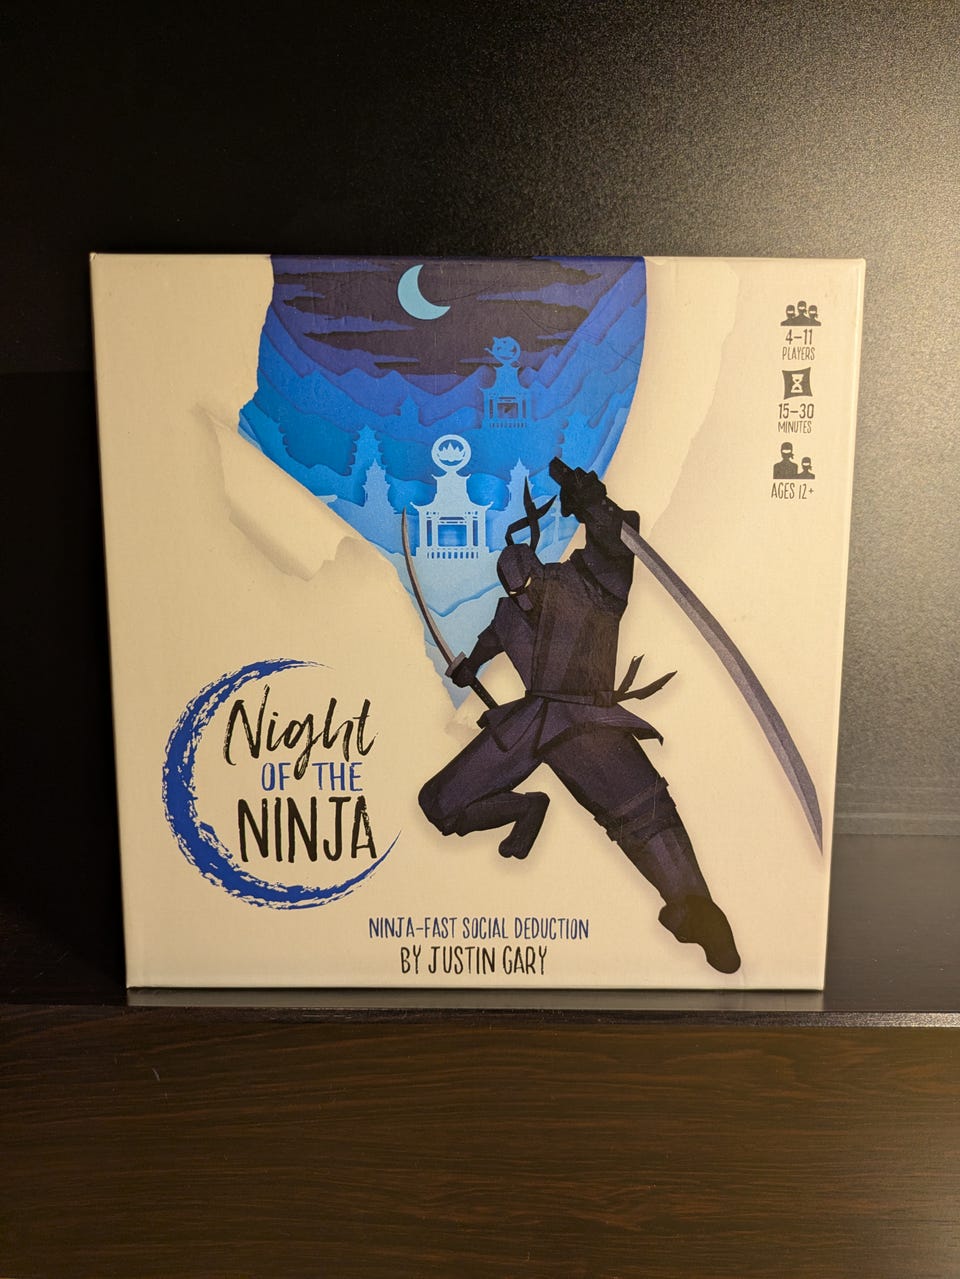 4–11
PLAYERS
15–30
MINUTES
AGES 12+
Night
OF THE
NINJA
NINJA-FAST SOCIAL DEDUCTION
BY JUSTIN GARY